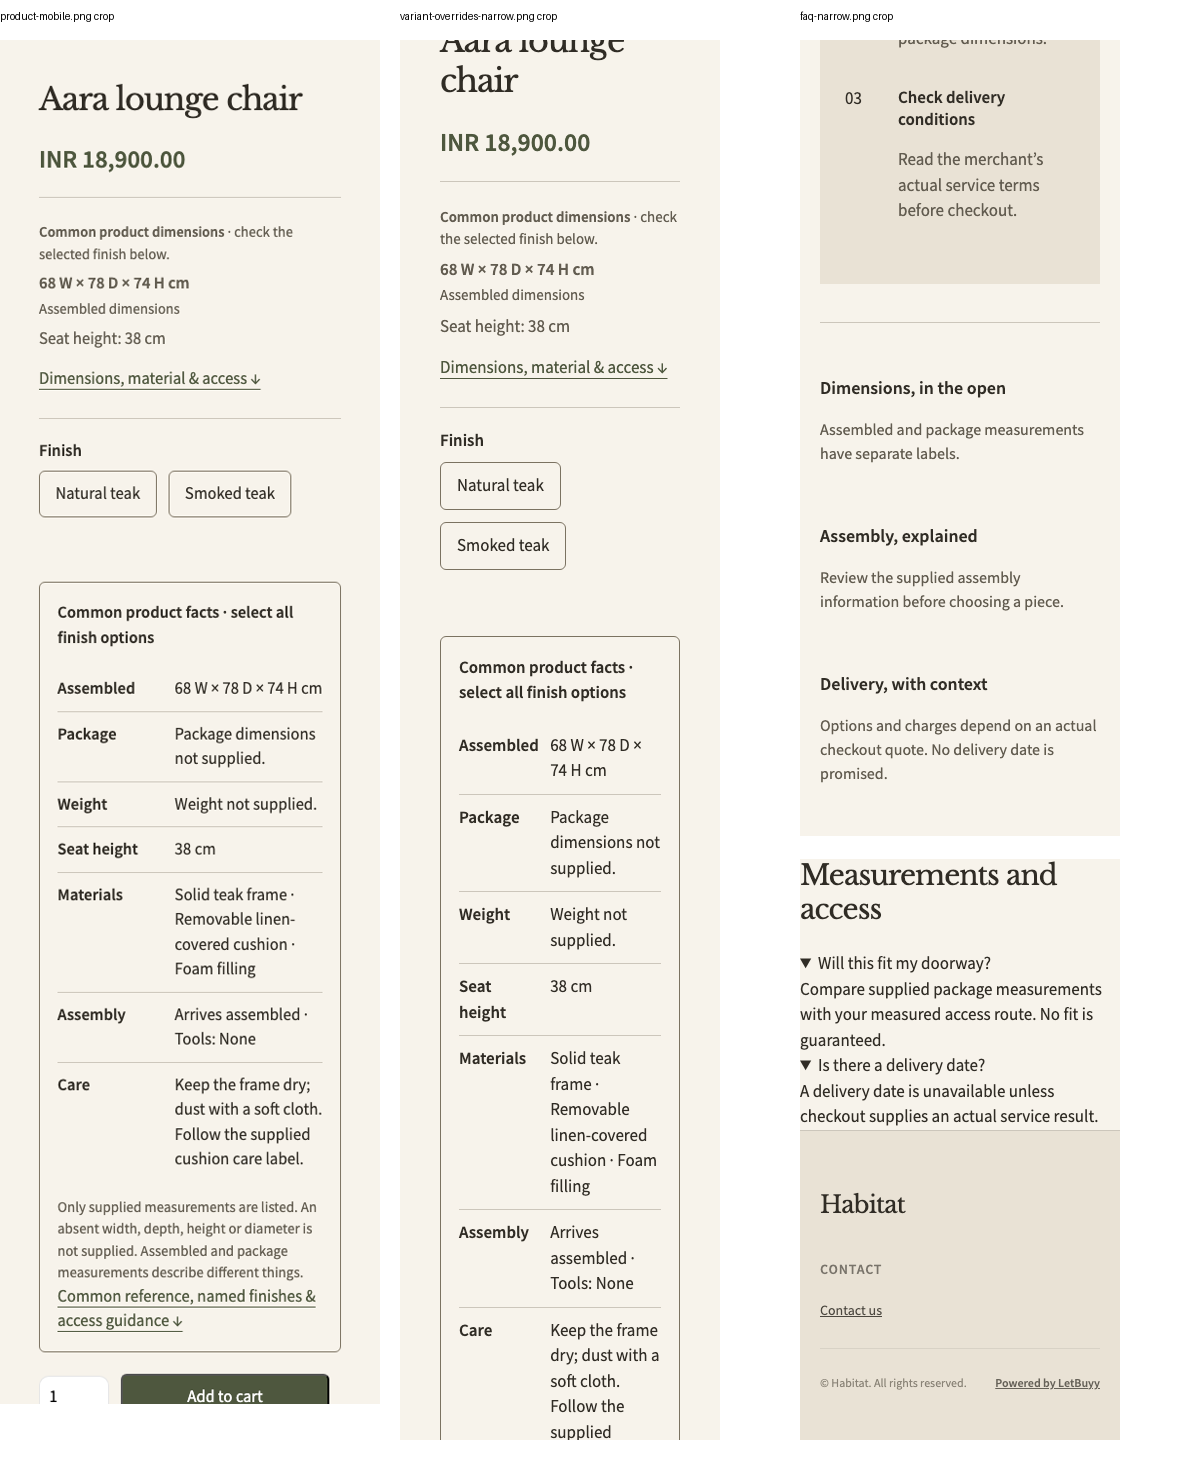 product-mobile.png crop
Aara lounge chair
INR 18,900.00
Common product dimensions · check the
selected finish below.
68 W × 78 D × 74 H cm
Assembled dimensions
Seat height: 38 cm
Dimensions, material & access ↓
Finish
Natural teak Smoked teak
Common product facts · select all
finish options
Assembled 68 W × 78 D × 74 H cm
Package Package dimensions
not supplied.
Weight Weight not supplied.
Seat height 38 cm
Materials Solid teak frame ·
Removable linen-
covered cushion ·
Foam filling
Assembly Arrives assembled ·
Tools: None
Care Keep the frame dry;
dust with a soft cloth.
Follow the supplied
cushion care label.
Only supplied measurements are listed. An
absent width, depth, height or diameter is
not supplied. Assembled and package
measurements describe different things.
Common reference, named finishes &
access guidance ↓
1 Add to cart
variant-overrides-narrow.png crop
Aara lounge
chair
INR 18,900.00
Common product dimensions · check
the selected finish below.
68 W × 78 D × 74 H cm
Assembled dimensions
Seat height: 38 cm
Dimensions, material & access ↓
Finish
Natural teak
Smoked teak
Common product facts ·
select all finish options
Assembled 68 W × 78 D ×
74 H cm
Package Package
dimensions not
supplied.
Weight Weight not
supplied.
Seat 38 cm
height
Materials Solid teak
frame ·
Removable
linen-covered
cushion · Foam
filling
Assembly Arrives
assembled ·
Tools: None
Care Keep the frame
dry; dust with a
soft cloth.
Follow the
supplied
faq-narrow.png crop
package dimensions.
03 Check delivery
conditions
Read the merchant’s
actual service terms
before checkout.
Dimensions, in the open
Assembled and package measurements
have separate labels.
Assembly, explained
Review the supplied assembly
information before choosing a piece.
Delivery, with context
Options and charges depend on an actual
checkout quote. No delivery date is
promised.
Measurements and
access
▼ Will this fit my doorway?
Compare supplied package measurements
with your measured access route. No fit is
guaranteed.
▼ Is there a delivery date?
A delivery date is unavailable unless
checkout supplies an actual service result.
Habitat
CONTACT
Contact us
© Habitat. All rights reserved. Powered by LetBuyy